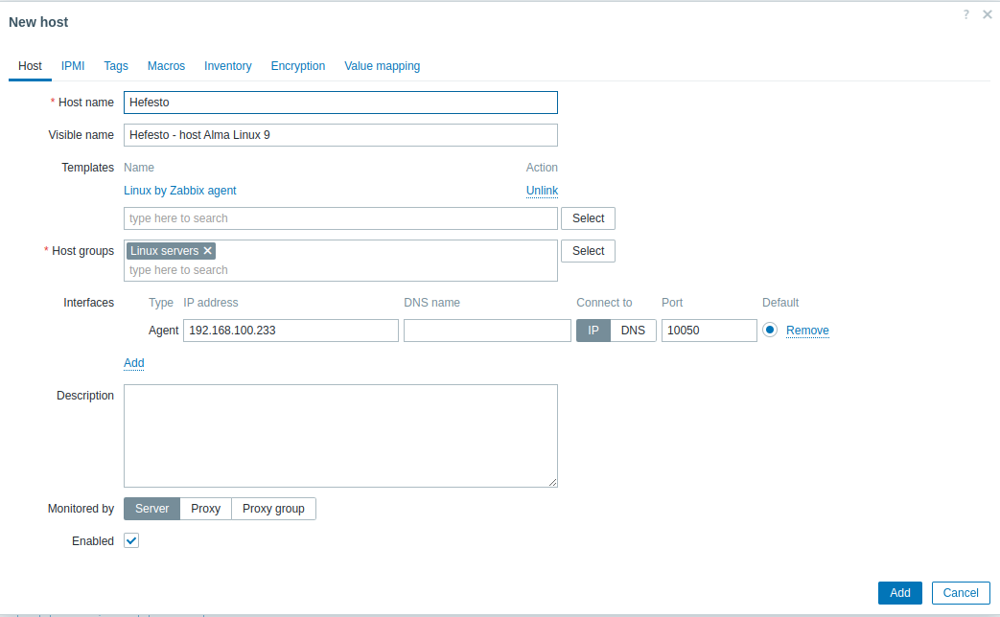 New host
?
Host IPMI Tags Macros Inventory Encryption Value mapping
* Host name Hefesto
Visible name Hefesto - host Alma Linux 9
Templates Name Action
Linux by Zabbix agent Unlink
type here to search Select
* Host groups Linux servers Select
type here to search
Interfaces Type IP address DNS name Connect to Port Default
Agent 192.168.100.233 IP DNS 10050 Remove
Add
Description
Monitored by Server Proxy Proxy group
Enabled
Add Cancel